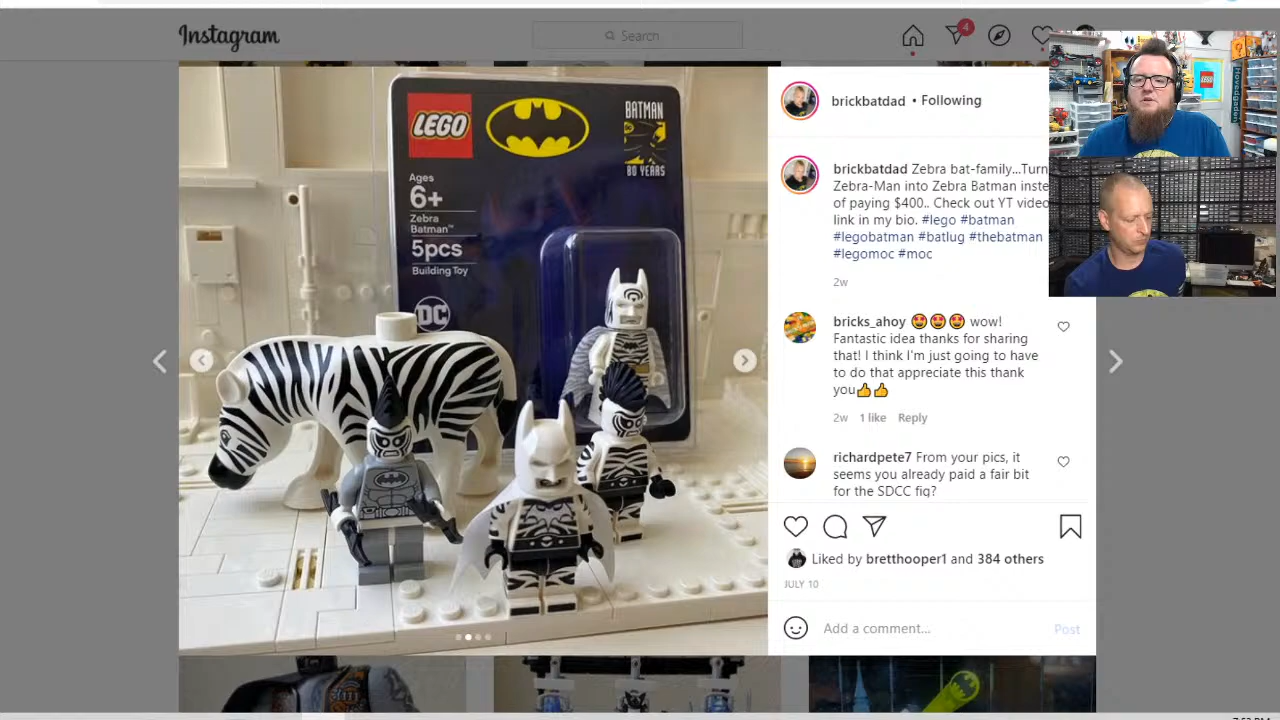 Instagram
Search
4
LEGO
BATMAN
80 YEARS
Ages
6+
Zebra
Batman™
5pcs
Building Toy
DC
brickbatdad • Following
brickbatdad Zebra bat-family...Turn
Zebra-Man into Zebra Batman inste
of paying $400.. Check out YT video
link in my bio. #lego #batman
#legobatman #batlug #thebatman
#legomoc #moc
2w
bricks_ahoy 🤩🤩🤩 wow!
Fantastic idea thanks for sharing
that! I think I'm just going to have
to do that appreciate this thank
you👍👍
2w 1 like Reply
richardpete7 From your pics, it
seems you already paid a fair bit
for the SDCC fig?
Liked by bretthooper1 and 384 others
JULY 10
Add a comment...
Post
LEGO